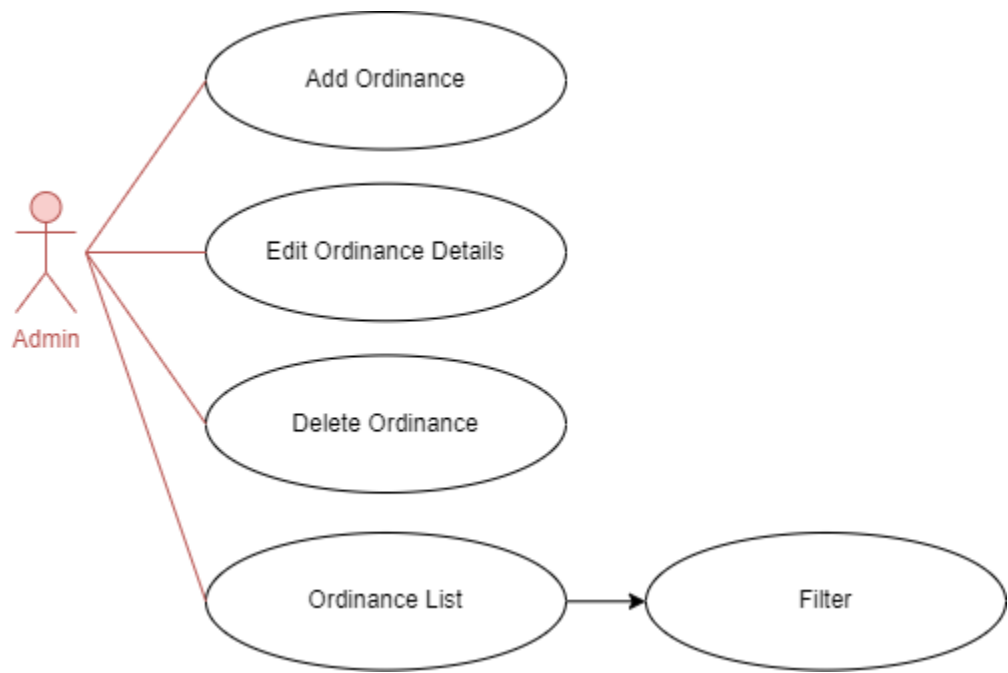 Add Ordinance
Edit Ordinance Details
Admin
Delete Ordinance
Ordinance List
Filter